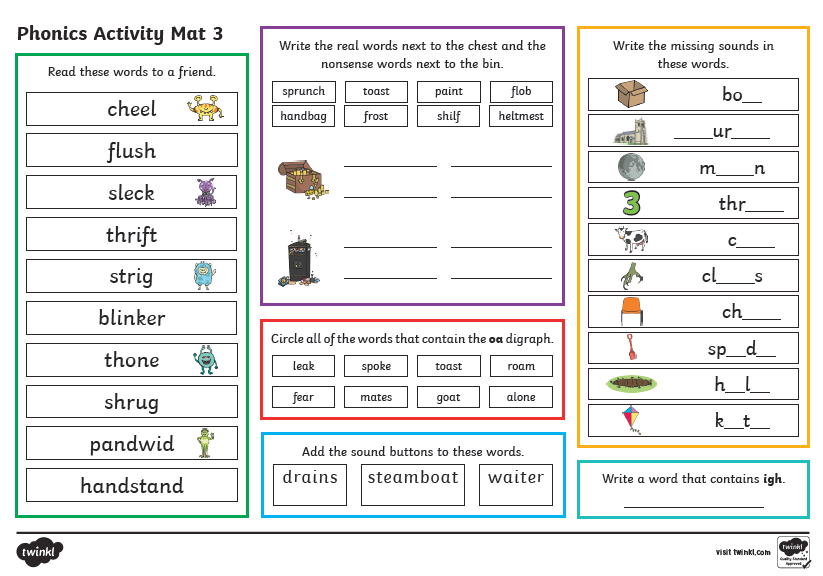 Phonics Activity Mat 3
Read these words to a friend.
cheel
flush
sleck
thrift
strig
blinker
thone
shrug
pandwid
handstand
Write the real words next to the chest and the
nonsense words next to the bin.
sprunch toast paint flob
handbag frost shilf heltmest
Circle all of the words that contain the oa digraph.
leak spoke toast roam
fear mates goat alone
Add the sound buttons to these words.
drains steamboat waiter
Write the missing sounds in
these words.
bo__
____ur____
m____n
3 thr____
c____
cl____s
ch____
sp__d__
h__l__
k__t__
Write a word that contains igh.
twinkl
visit twinkl.com
twinkl
Quality Standard
Approved